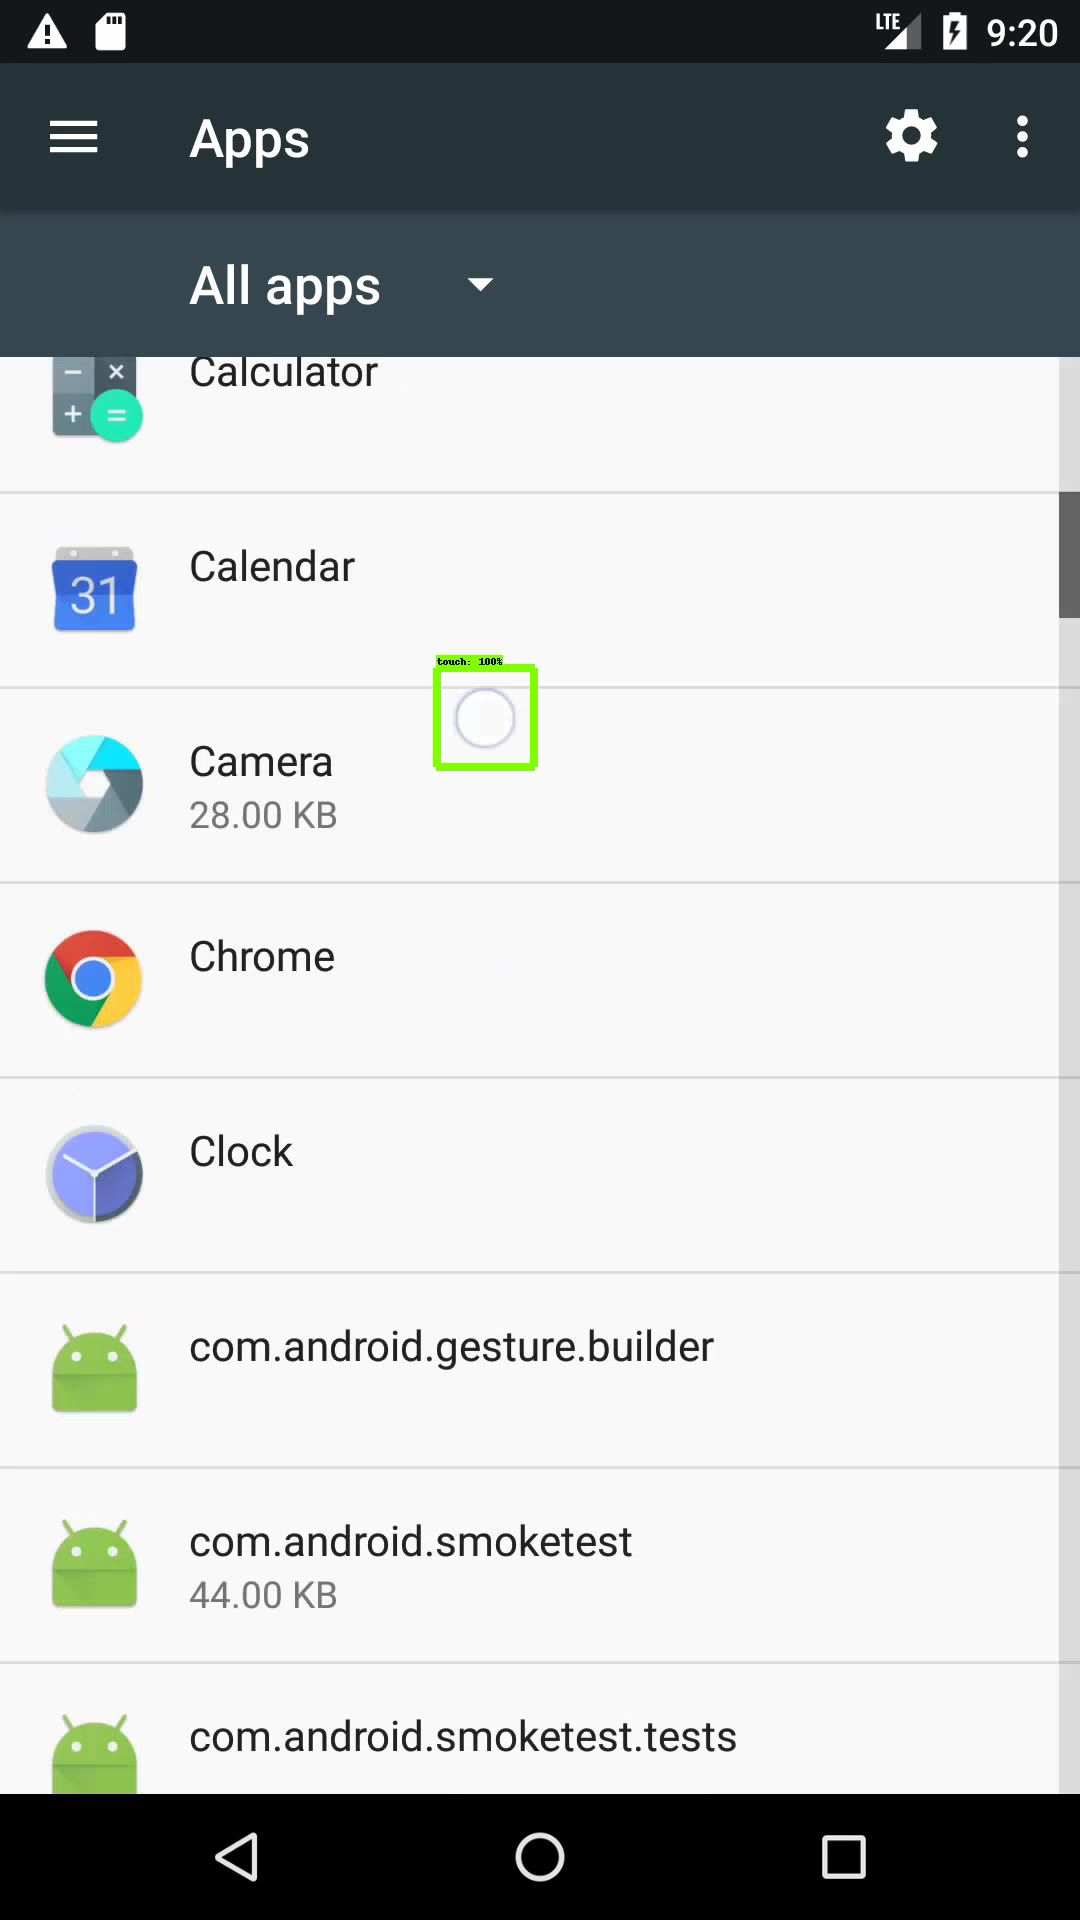 LTE 9:20
Apps
All apps
Calculator
31
Calendar
touch: 100%
Camera
28.00 KB
Chrome
Clock
com.android.gesture.builder
com.android.smoketest
44.00 KB
com.android.smoketest.tests